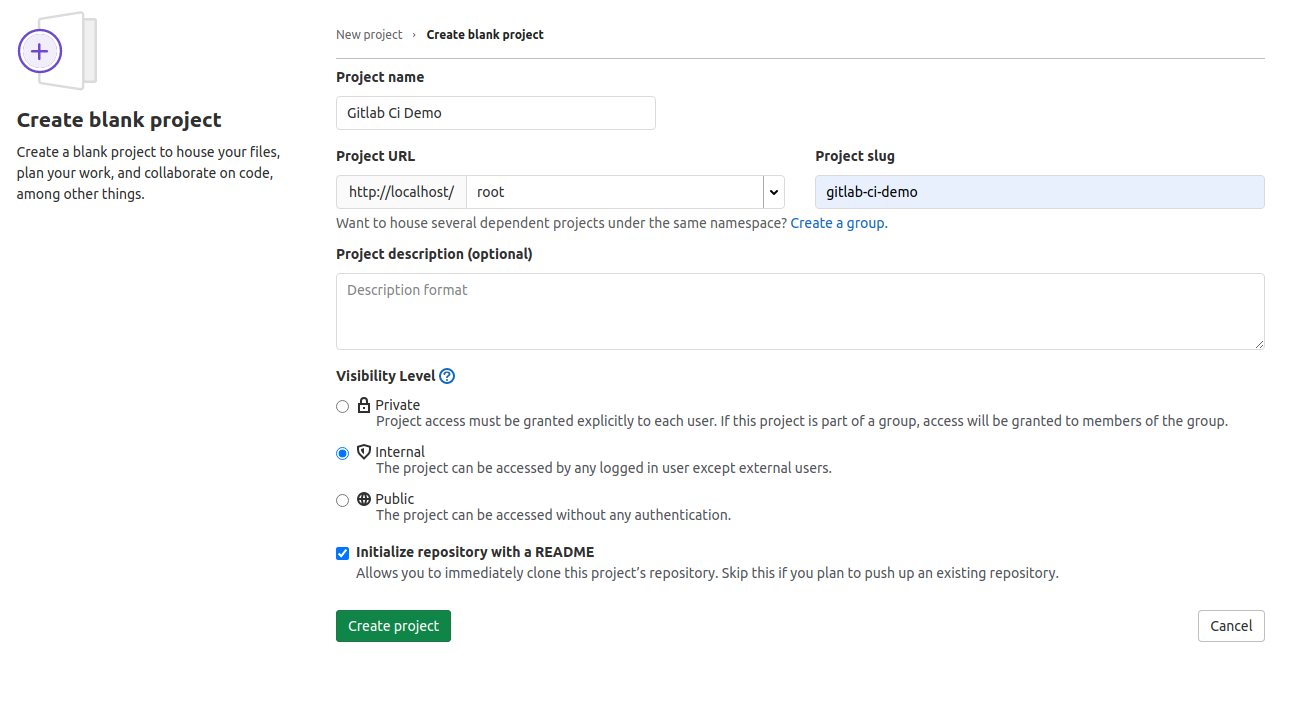 New project › Create blank project
Create blank project
Create a blank project to house your files,
plan your work, and collaborate on code,
among other things.
Project name
Gitlab Ci Demo
Project URL
Project slug
http://localhost/ root
gitlab-ci-demo
Want to house several dependent projects under the same namespace? Create a group.
Project description (optional)
Description format
Visibility Level
Private
Project access must be granted explicitly to each user. If this project is part of a group, access will be granted to members of the group.
Internal
The project can be accessed by any logged in user except external users.
Public
The project can be accessed without any authentication.
Initialize repository with a README
Allows you to immediately clone this project’s repository. Skip this if you plan to push up an existing repository.
Create project
Cancel